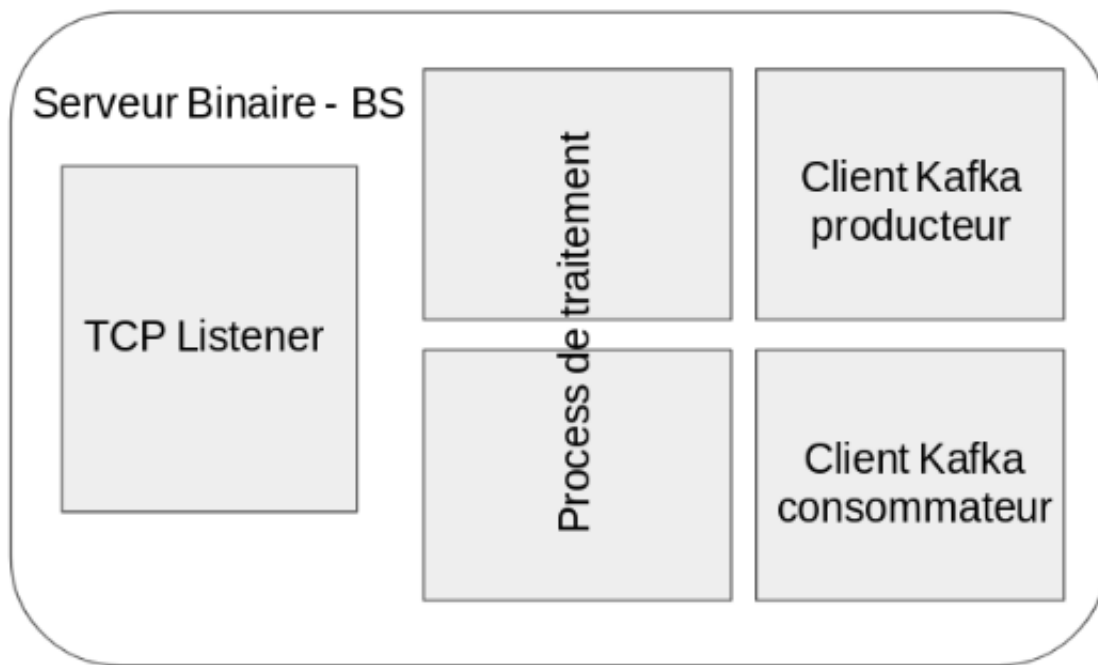 Serveur Binaire - BS
TCP Listener
Process de traitement
Client Kafka
producteur
Client Kafka
consommateur